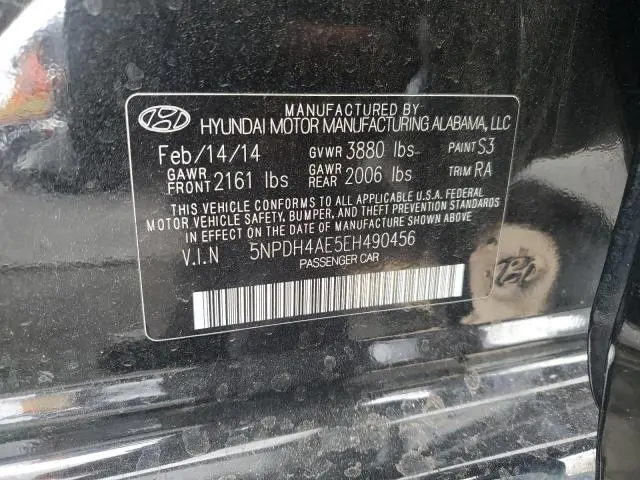 MANUFACTURED BY
HYUNDAI MOTOR MANUFACTURING ALABAMA, LLC
Feb/14/14 GVWR 3880 lbs PAINT S3
GAWR FRONT 2161 lbs GAWR REAR 2006 lbs TRIM RA
THIS VEHICLE CONFORMS TO ALL APPLICABLE U.S.A. FEDERAL
MOTOR VEHICLE SAFETY, BUMPER, AND THEFT PREVENTION STANDARDS
IN EFFECT ON THE DATE OF MANUFACTURE SHOWN ABOVE.
V.I.N 5NPDH4AE5EH490456
PASSENGER CAR